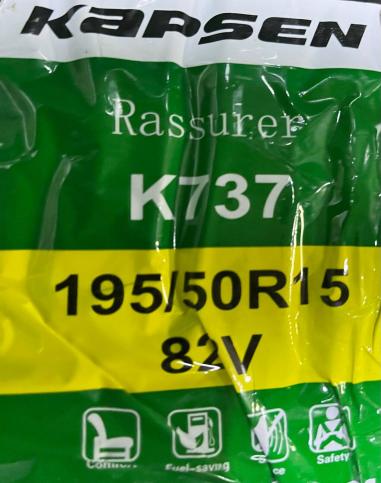 KAPSEN
Rassurer
K737
195/50R15
82V
Comfort Fuel-saving Safety